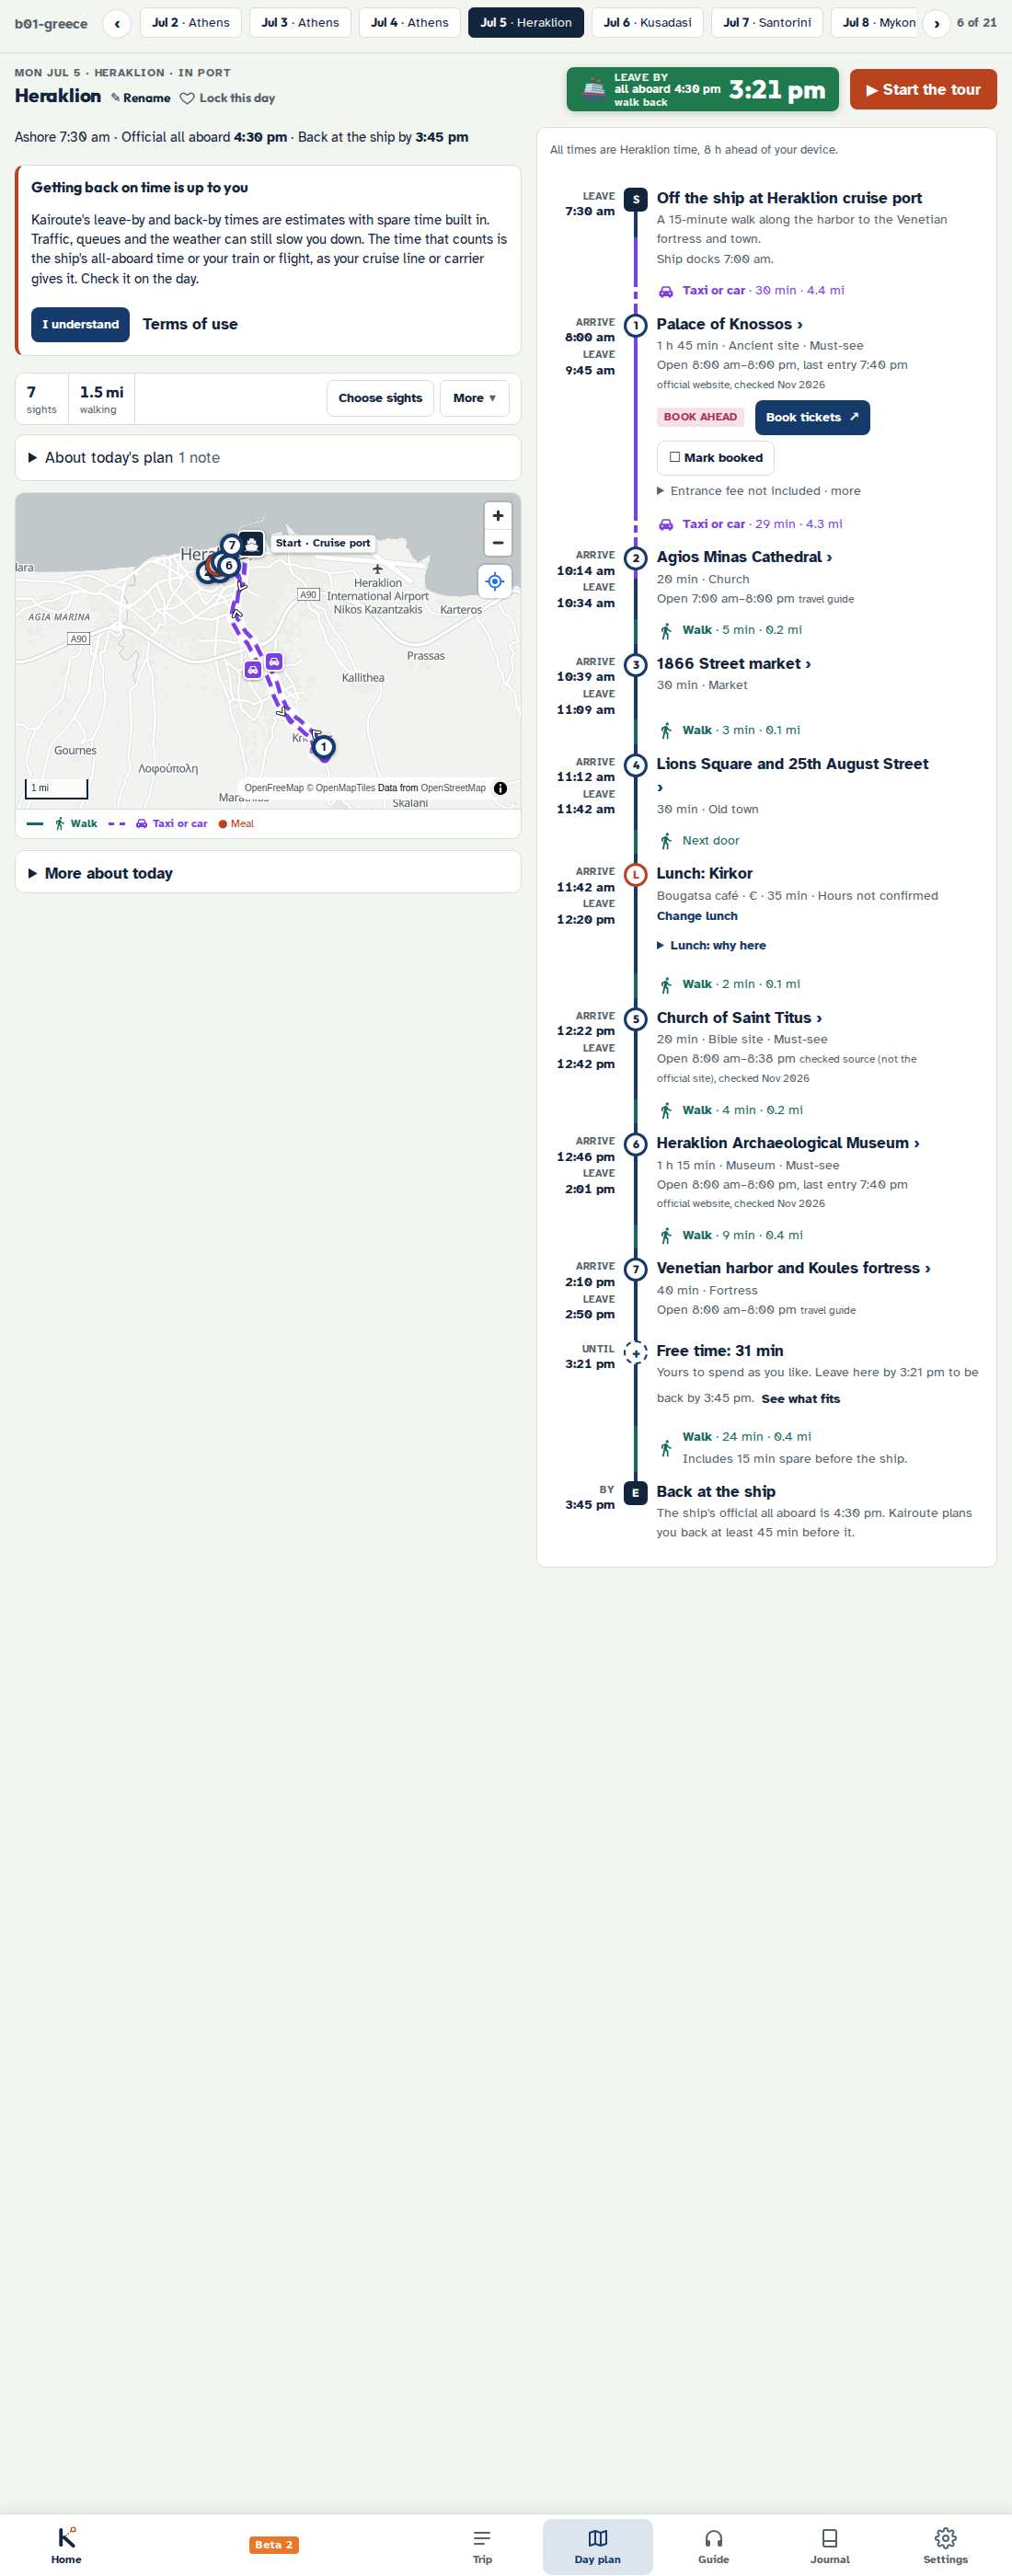 b01-greece
‹
Jul 2 · Athens
Jul 3 · Athens
Jul 4 · Athens
Jul 5 · Heraklion
Jul 6 · Kusadasi
Jul 7 · Santorini
Jul 8 · Mykon
›
6 of 21
MON JUL 5 · HERAKLION · IN PORT
Heraklion
✎ Rename
Lock this day
LEAVE BY
all aboard 4:30 pm
walk back
3:21 pm
▶ Start the tour
Ashore 7:30 am · Official all aboard 4:30 pm · Back at the ship by 3:45 pm
Getting back on time is up to you
Kairoute's leave-by and back-by times are estimates with spare time built in.
Traffic, queues and the weather can still slow you down. The time that counts is
the ship's all-aboard time or your train or flight, as your cruise line or carrier
gives it. Check it on the day.
I understand
Terms of use
7
sights
1.5 mi
walking
Choose sights
More ▼
▶ About today's plan 1 note
7
6
Start · Cruise port
+
−
Heraklion
International Airport
Nikos Kazantzakis
A90
Karteros
AGIA MARINA
A90
Prassas
Kallithea
1
Gournes
Λοφούπολη
1 mi
OpenFreeMap © OpenMapTiles Data from OpenStreetMap
Skalani
Walk
Taxi or car
Meal
▶ More about today
All times are Heraklion time, 8 h ahead of your device.
LEAVE
7:30 am
S
Off the ship at Heraklion cruise port
A 15-minute walk along the harbor to the Venetian
fortress and town.
Ship docks 7:00 am.
Taxi or car · 30 min · 4.4 mi
ARRIVE
8:00 am
LEAVE
9:45 am
1
Palace of Knossos ›
1 h 45 min · Ancient site · Must-see
Open 8:00 am–8:00 pm, last entry 7:40 pm
official website, checked Nov 2026
BOOK AHEAD
Book tickets ↗
☐ Mark booked
▶ Entrance fee not included · more
Taxi or car · 29 min · 4.3 mi
ARRIVE
10:14 am
LEAVE
10:34 am
2
Agios Minas Cathedral ›
20 min · Church
Open 7:00 am–8:00 pm travel guide
Walk · 5 min · 0.2 mi
ARRIVE
10:39 am
LEAVE
11:09 am
3
1866 Street market ›
30 min · Market
Walk · 3 min · 0.1 mi
ARRIVE
11:12 am
LEAVE
11:42 am
4
Lions Square and 25th August Street
›
30 min · Old town
Next door
ARRIVE
11:42 am
LEAVE
12:20 pm
L
Lunch: Kirkor
Bougatsa café · € · 35 min · Hours not confirmed
Change lunch
▶ Lunch: why here
Walk · 2 min · 0.1 mi
ARRIVE
12:22 pm
LEAVE
12:42 pm
5
Church of Saint Titus ›
20 min · Bible site · Must-see
Open 8:00 am–8:38 pm checked source (not the
official site), checked Nov 2026
Walk · 4 min · 0.2 mi
ARRIVE
12:46 pm
LEAVE
2:01 pm
6
Heraklion Archaeological Museum ›
1 h 15 min · Museum · Must-see
Open 8:00 am–8:00 pm, last entry 7:40 pm
official website, checked Nov 2026
Walk · 9 min · 0.4 mi
ARRIVE
2:10 pm
LEAVE
2:50 pm
7
Venetian harbor and Koules fortress ›
40 min · Fortress
Open 8:00 am–8:00 pm travel guide
UNTIL
3:21 pm
+
Free time: 31 min
Yours to spend as you like. Leave here by 3:21 pm to be
back by 3:45 pm. See what fits
Walk · 24 min · 0.4 mi
Includes 15 min spare before the ship.
BY
3:45 pm
E
Back at the ship
The ship's official all aboard is 4:30 pm. Kairoute plans
you back at least 45 min before it.
Home
Beta 2
Trip
Day plan
Guide
Journal
Settings